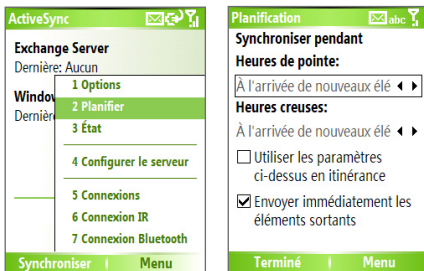 ActiveSync
Exchange Server
Dernière: Aucun
Window
Dernière
1 Options
2 Planifier
3 État
4 Configurer le serveur
5 Connexions
6 Connexion IR
7 Connexion Bluetooth
Synchroniser
Menu
Planification
abc
Synchroniser pendant
Heures de pointe:
À l'arrivée de nouveaux élé
Heures creuses:
À l'arrivée de nouveaux élé
Utiliser les paramètres
ci-dessus en itinérance
Envoyer immédiatement les
éléments sortants
Terminé
Menu